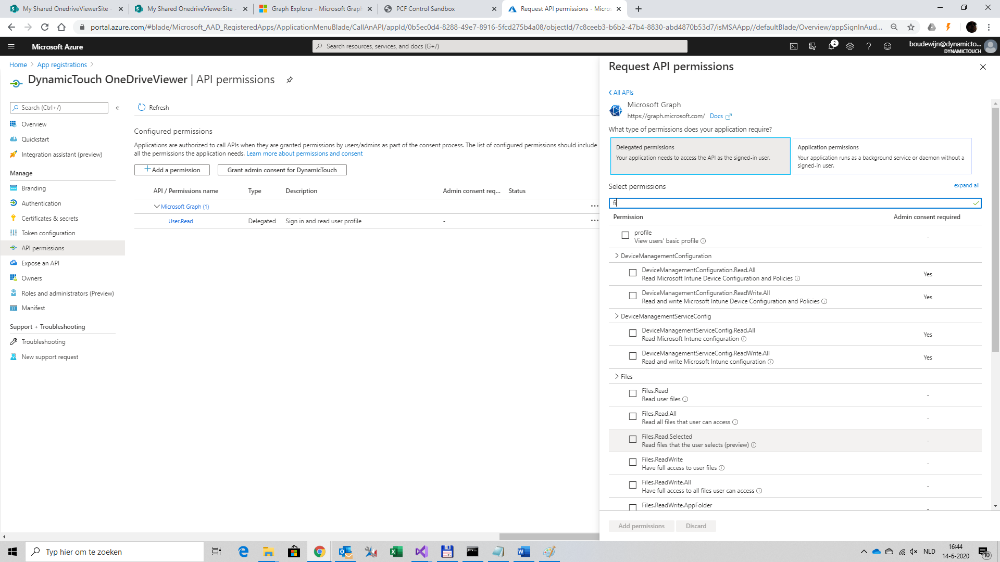 My Shared OnedriveViewerSite -
My Shared OnedriveViewerSite -
Graph Explorer - Microsoft Graph
PCF Control Sandbox
Request API permissions - Micros
portal.azure.com/#blade/Microsoft_AAD_RegisteredApps/ApplicationMenuBlade/CallAnAPI/appId/0b5ec0d4-8288-49e7-8916-5fcd275b4a08/objectId/7c8ceeb3-b6b2-47b4-8830-abd4870b53d7/isMSAApp//defaultBlade/Overview/appSignInAud...
Microsoft Azure
Search resources, services, and docs (G+/)
2
boudewijn@dynamicto...
DYNAMICTOUCH
Home > App registrations >
DynamicTouch OneDriveViewer | API permissions
Search (Ctrl+/)
«
Overview
Quickstart
Integration assistant (preview)
Manage
Branding
Authentication
Certificates & secrets
Token configuration
API permissions
Expose an API
Owners
Roles and administrators (Preview)
Manifest
Support + Troubleshooting
Troubleshooting
New support request
Refresh
Configured permissions
Applications are authorized to call APIs when they are granted permissions by users/admins as part of the consent process. The list of configured permissions should include
all the permissions the application needs. Learn more about permissions and consent
+ Add a permission
Grant admin consent for DynamicTouch
API / Permissions name Type Description Admin consent req... Status
Microsoft Graph (1) ...
User.Read Delegated Sign in and read user profile - ...
Request API permissions
< All APIs
Microsoft Graph
https://graph.microsoft.com/ Docs
What type of permissions does your application require?
Delegated permissions
Your application needs to access the API as the signed-in user.
Application permissions
Your application runs as a background service or daemon without a
signed-in user.
Select permissions
expand all
fi
Permission Admin consent required
profile
View users' basic profile
-
> DeviceManagementConfiguration
DeviceManagementConfiguration.Read.All
Read Microsoft Intune Device Configuration and Policies
Yes
DeviceManagementConfiguration.ReadWrite.All
Read and write Microsoft Intune Device Configuration and Policies
Yes
> DeviceManagementServiceConfig
DeviceManagementServiceConfig.Read.All
Read Microsoft Intune configuration
Yes
DeviceManagementServiceConfig.ReadWrite.All
Read and write Microsoft Intune configuration
Yes
> Files
Files.Read
Read user files
-
Files.Read.All
Read all files that user can access
-
Files.Read.Selected
Read files that the user selects (preview)
-
Files.ReadWrite
Have full access to user files
-
Files.ReadWrite.All
Have full access to all files user can access
-
Files.ReadWrite.AppFolder
-
Add permissions
Discard
Typ hier om te zoeken
NLD
16:44
14-6-2020
10